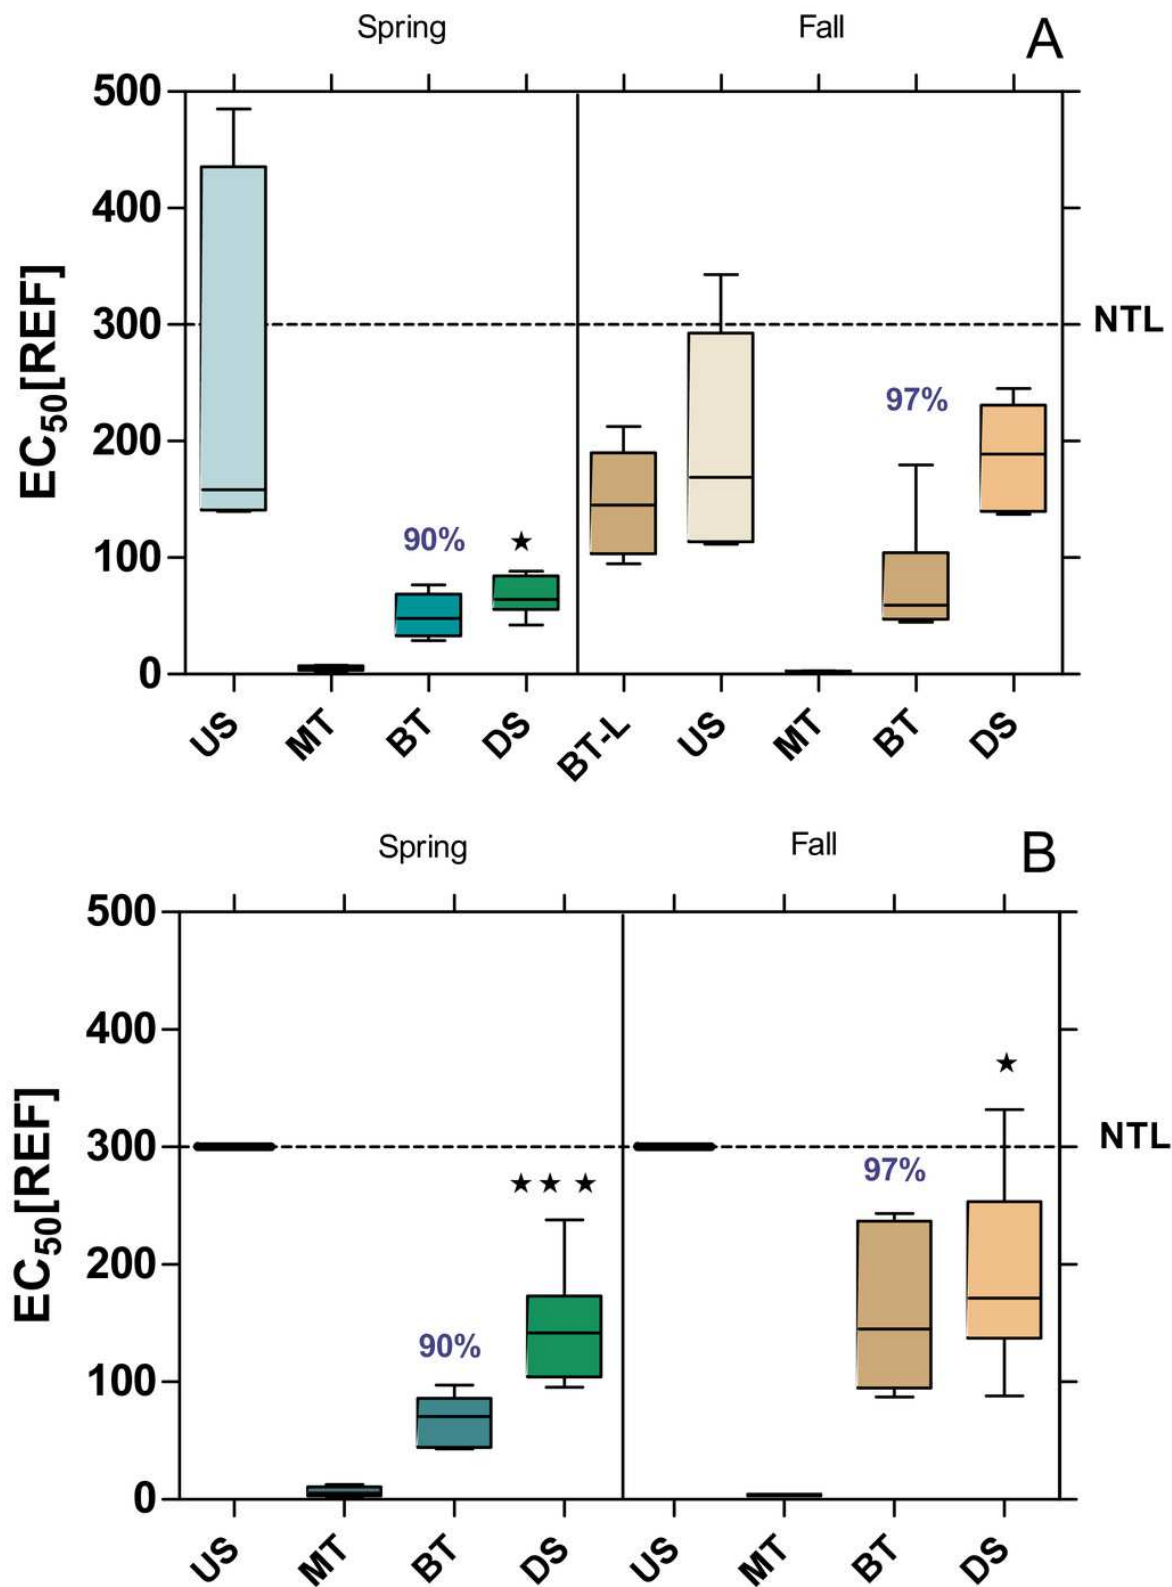 Spring Fall A
500
400
300 NTL
200
100
0
EC50[REF]
97%
90% ★
US MT BT DS BT-L US MT BT DS
Spring Fall B
500
400
300 NTL
200
100
0
EC50[REF]
★
97%
★★ ★
90%
US MT BT DS US MT BT DS